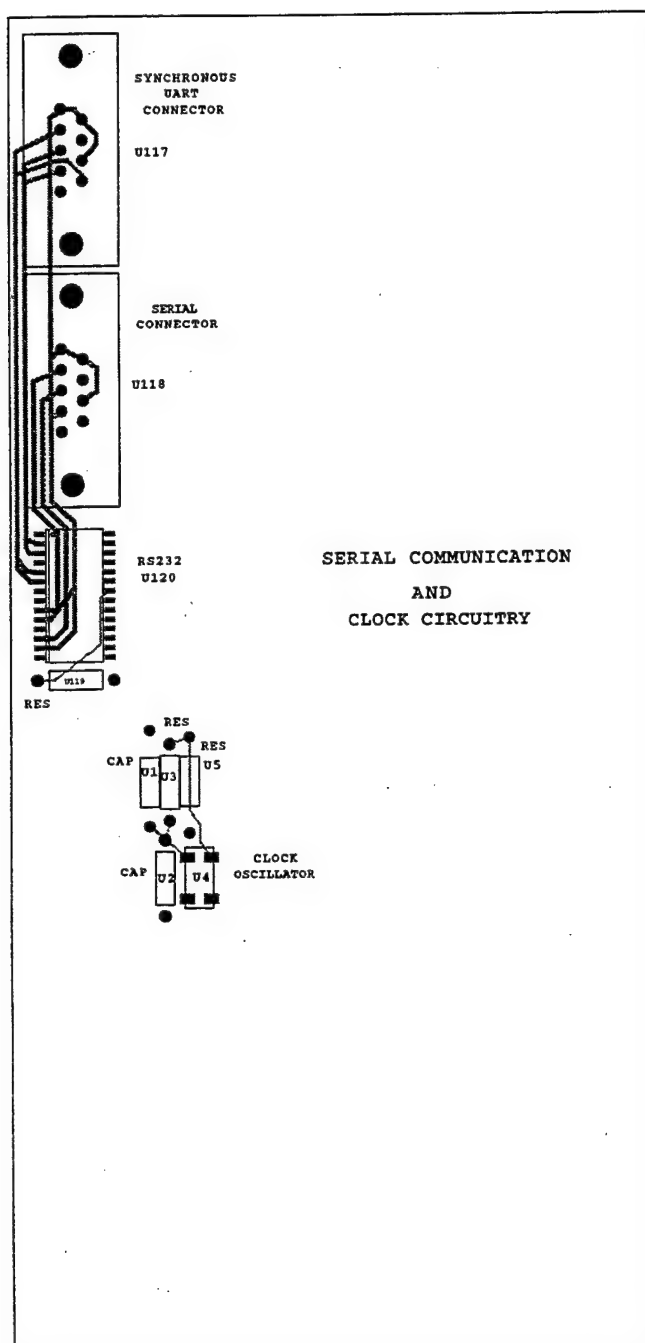 SYNCHRONOUS
UART
CONNECTOR
U117
SERIAL
CONNECTOR
U118
RS232
U120
SERIAL COMMUNICATION
AND
CLOCK CIRCUITRY
U119
RES
RES
RES
CAP
U1
U3
U5
CAP
U2
U4
CLOCK
OSCILLATOR